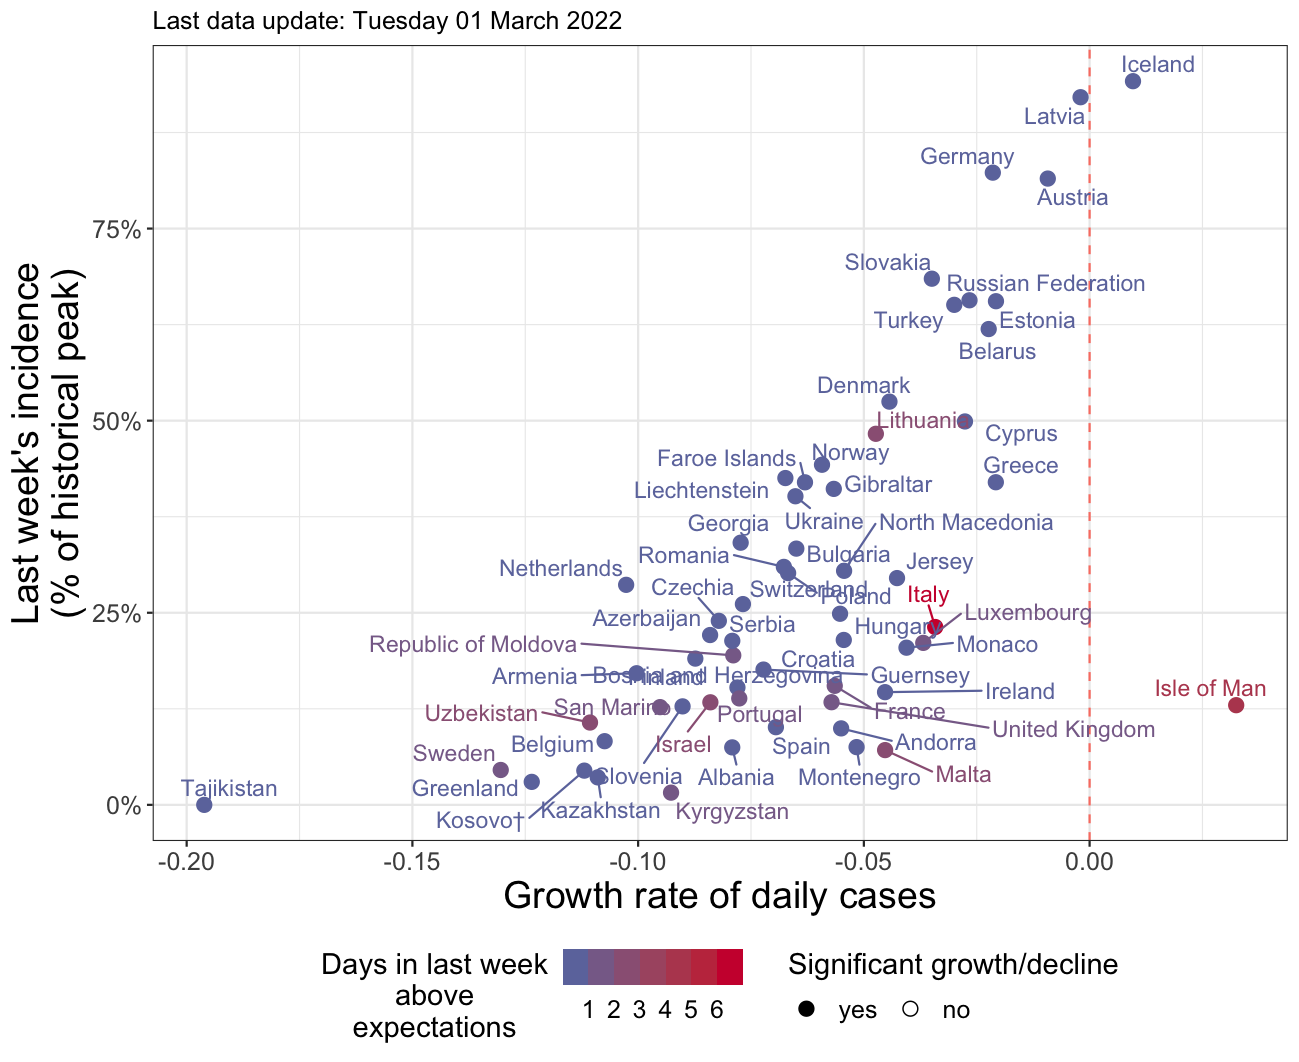 Last data update: Tuesday 01 March 2022
Last week's incidence
(% of historical peak)
75%
50%
25%
0%
Iceland
Latvia
Germany
Austria
Slovakia
Russian Federation
Turkey
Estonia
Belarus
Denmark
Lithuania
Cyprus
Norway
Faroe Islands
Greece
Liechtenstein
Gibraltar
Georgia
Ukraine
North Macedonia
Romania
Bulgaria
Jersey
Netherlands
Czechia
Switzerland
Poland
Italy
Azerbaijan
Serbia
Hungary
Luxembourg
Republic of Moldova
Croatia
Monaco
Armenia
Bosnia and Herzegovina
Finland
Guernsey
Ireland
Isle of Man
Uzbekistan
San Marino
Portugal
France
United Kingdom
Sweden
Belgium
Israel
Spain
Andorra
Tajikistan
Greenland
Slovenia
Albania
Montenegro
Malta
Kosovo†
Kazakhstan
Kyrgyzstan
-0.20
-0.15
-0.10
-0.05
0.00
Growth rate of daily cases
Days in last week
above
expectations
1 2 3 4 5 6
Significant growth/decline
yes
no